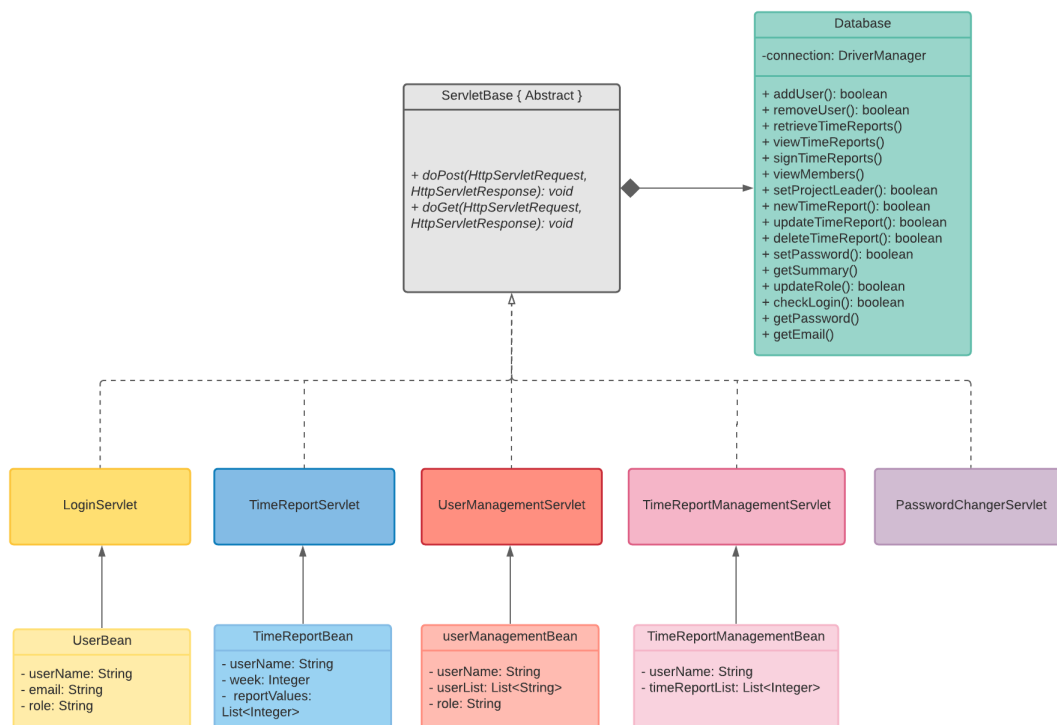 Database
-connection: DriverManager
+ addUser(): boolean
+ removeUser(): boolean
+ retrieveTimeReports()
+ viewTimeReports()
+ signTimeReports()
+ viewMembers()
+ setProjectLeader(): boolean
+ newTimeReport(): boolean
+ updateTimeReport(): boolean
+ deleteTimeReport(): boolean
+ setPassword(): boolean
+ getSummary()
+ updateRole(): boolean
+ checkLogin(): boolean
+ getPassword()
+ getEmail()
ServletBase { Abstract }
+ doPost(HttpServletRequest,
HttpServletResponse): void
+ doGet(HttpServletRequest,
HttpServletResponse): void
LoginServlet
TimeReportServlet
UserManagementServlet
TimeReportManagementServlet
PasswordChangerServlet
UserBean
- userName: String
- email: String
- role: String
TimeReportBean
- userName: String
- week: Integer
- reportValues:
List<Integer>
userManagementBean
- userName: String
- userList: List<String>
- role: String
TimeReportManagementBean
- userName: String
- timeReportList: List<Integer>